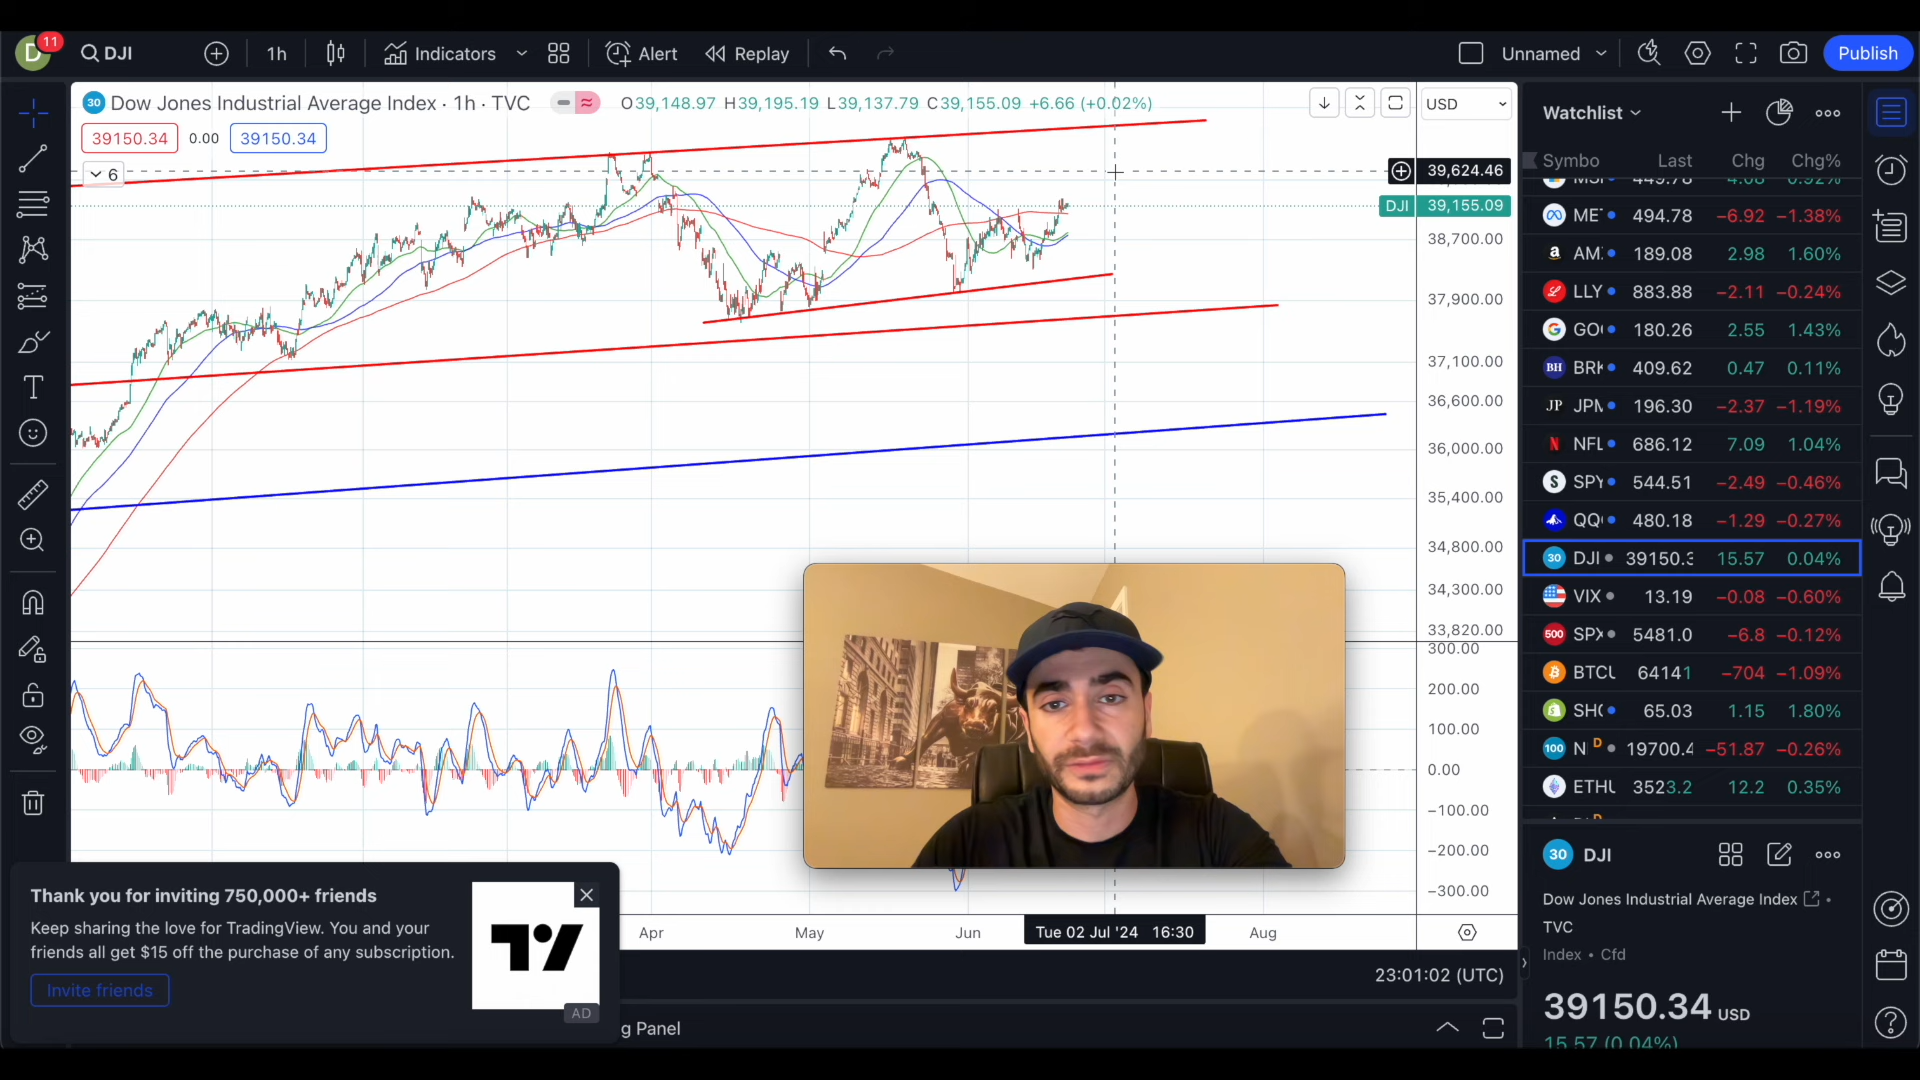 D 11 DJI 1h Indicators Alert Replay Unnamed Publish
30 Dow Jones Industrial Average Index · 1h · TVC O39,148.97 H39,195.19 L39,137.79 C39,155.09 +6.66 (+0.02%)
USD
39150.34 0.00 39150.34
6
39,624.46
DJI 39,155.09
38,700.00
37,900.00
37,100.00
36,600.00
36,000.00
35,400.00
34,800.00
34,300.00
33,820.00
300.00
200.00
100.00
0.00
−100.00
−200.00
−300.00
Apr May Jun Tue 02 Jul '24 16:30 Aug
23:01:02 (UTC)
g Panel
Thank you for inviting 750,000+ friends
Keep sharing the love for TradingView. You and your
friends all get $15 off the purchase of any subscription.
Invite friends
AD
Watchlist
Symbo Last Chg Chg%
449.78 4.08 0.92%
494.78 −6.92 −1.38%
a AM. 189.08 2.98 1.60%
LLY 883.88 −2.11 −0.24%
G GO 180.26 2.55 1.43%
BH BRK 409.62 0.47 0.11%
JP JPM 196.30 −2.37 −1.19%
N NFL 686.12 7.09 1.04%
S SPY 544.51 −2.49 −0.46%
QQ 480.18 −1.29 −0.27%
30 DJI 39150.3 15.57 0.04%
VIX 13.19 −0.08 −0.60%
500 SPX 5481.0 −6.8 −0.12%
BTCU 64141 −704 −1.09%
SHO 65.03 1.15 1.80%
100 N D 19700.4 −51.87 −0.26%
ETHU 3523.2 12.2 0.35%
30 DJI
Dow Jones Industrial Average Index •
TVC
Index • Cfd
39150.34 USD
15.57 (0.04%)